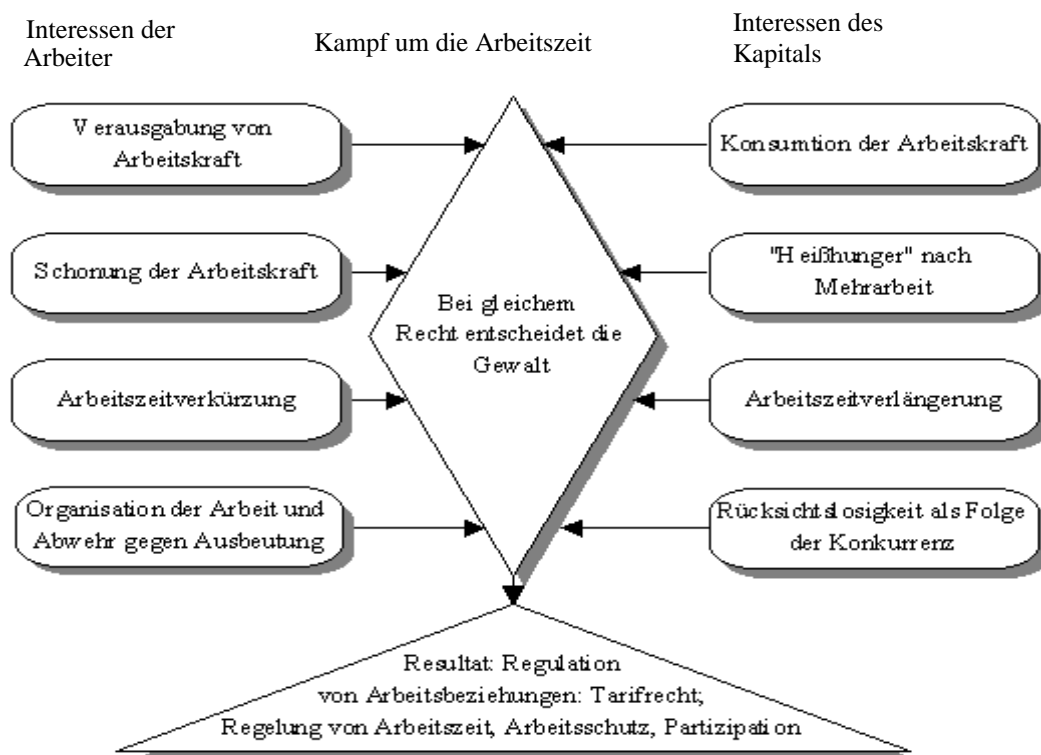 Interessen der
Arbeiter
Kampf um die Arbeitszeit
Interessen des
Kapitals
Verausgabung von
Arbeitskraft
Konsumtion der Arbeitskraft
Schonung der Arbeitskraft
"Heißhunger" nach
Mehrarbeit
Bei gleichem
Recht entscheidet die
Gewalt
Arbeitszeitverkürzung
Arbeitszeitverlängerung
Organisation der Arbeit und
Abwehr gegen Ausbeutung
Rücksichtslosigkeit als Folge
der Konkurrenz
Resultat: Regulation
von Arbeitsbeziehungen: Tarifrecht,
Regelung von Arbeitszeit, Arbeitsschutz, Partizipation